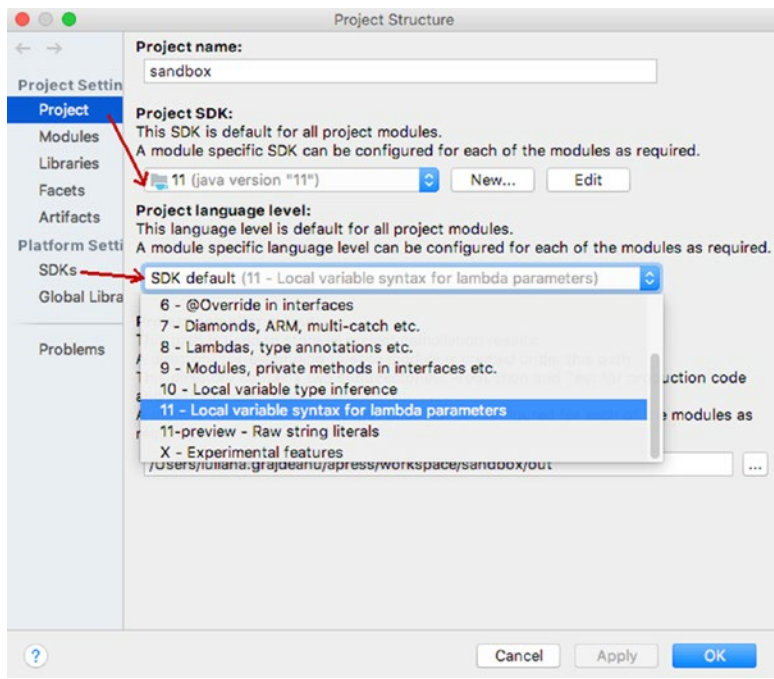 Project Structure
Project Settin
Project
Modules
Libraries
Facets
Artifacts
Platform Setti
SDKs
Global Libra
Problems
Project name:
sandbox
Project SDK:
This SDK is default for all project modules.
A module specific SDK can be configured for each of the modules as required.
11 (java version "11")
New...
Edit
Project language level:
This language level is default for all project modules.
A module specific language level can be configured for each of the modules as required.
SDK default (11 - Local variable syntax for lambda parameters)
6 - @Override in interfaces
7 - Diamonds, ARM, multi-catch etc.
8 - Lambdas, type annotations etc.
9 - Modules, private methods in interfaces etc.
10 - Local variable type inference
11 - Local variable syntax for lambda parameters
11-preview - Raw string literals
X - Experimental features
uction code
modules as
/Users/iuliana.grajdeanu/apress/workspace/sandbox/out
...
?
Cancel
Apply
OK